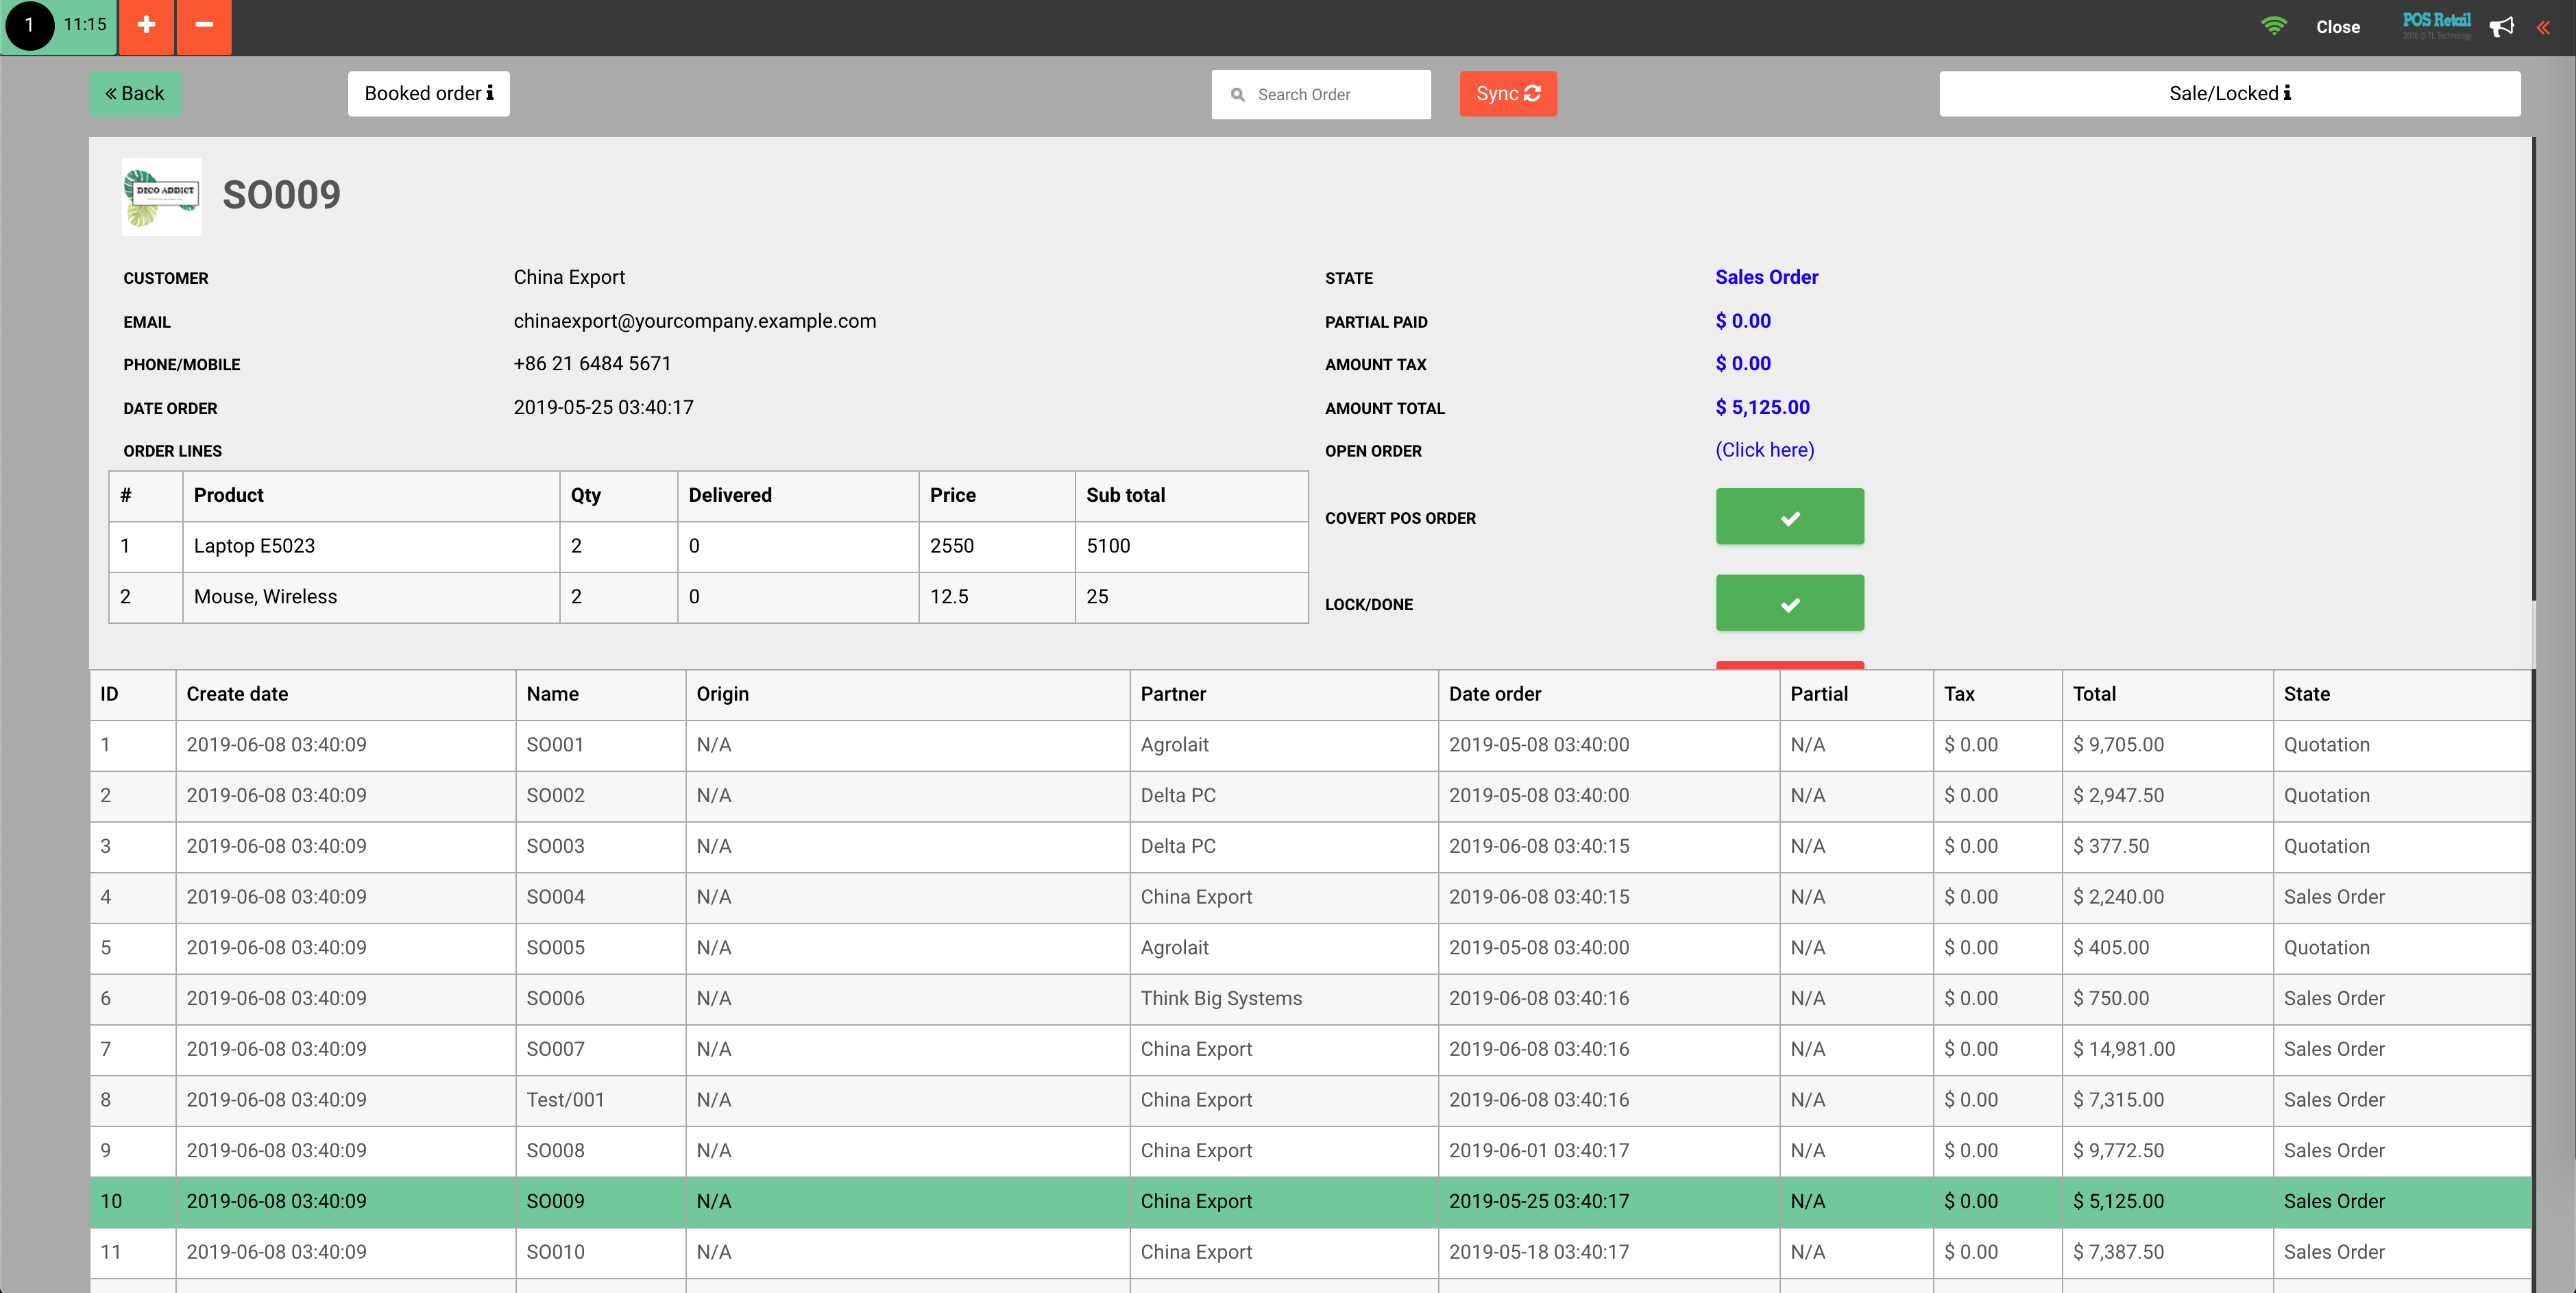 1 11:15 Close POS Retail
2018 © TL Technology
Back Booked order Search Order Sync Sale/Locked
DECO ADDICT
SO009
CUSTOMER China Export STATE Sales Order
EMAIL chinaexport@yourcompany.example.com PARTIAL PAID $ 0.00
PHONE/MOBILE +86 21 6484 5671 AMOUNT TAX $ 0.00
DATE ORDER 2019-05-25 03:40:17 AMOUNT TOTAL $ 5,125.00
ORDER LINES OPEN ORDER (Click here)
# Product Qty Delivered Price Sub total
COVERT POS ORDER
1 Laptop E5023 2 0 2550 5100
2 Mouse, Wireless 2 0 12.5 25
LOCK/DONE
ID Create date Name Origin Partner Date order Partial Tax Total State
1 2019-06-08 03:40:09 SO001 N/A Agrolait 2019-05-08 03:40:00 N/A $ 0.00 $ 9,705.00 Quotation
2 2019-06-08 03:40:09 SO002 N/A Delta PC 2019-05-08 03:40:00 N/A $ 0.00 $ 2,947.50 Quotation
3 2019-06-08 03:40:09 SO003 N/A Delta PC 2019-06-08 03:40:15 N/A $ 0.00 $ 377.50 Quotation
4 2019-06-08 03:40:09 SO004 N/A China Export 2019-06-08 03:40:15 N/A $ 0.00 $ 2,240.00 Sales Order
5 2019-06-08 03:40:09 SO005 N/A Agrolait 2019-05-08 03:40:00 N/A $ 0.00 $ 405.00 Quotation
6 2019-06-08 03:40:09 SO006 N/A Think Big Systems 2019-06-08 03:40:16 N/A $ 0.00 $ 750.00 Sales Order
7 2019-06-08 03:40:09 SO007 N/A China Export 2019-06-08 03:40:16 N/A $ 0.00 $ 14,981.00 Sales Order
8 2019-06-08 03:40:09 Test/001 N/A China Export 2019-06-08 03:40:16 N/A $ 0.00 $ 7,315.00 Sales Order
9 2019-06-08 03:40:09 SO008 N/A China Export 2019-06-01 03:40:17 N/A $ 0.00 $ 9,772.50 Sales Order
10 2019-06-08 03:40:09 SO009 N/A China Export 2019-05-25 03:40:17 N/A $ 0.00 $ 5,125.00 Sales Order
11 2019-06-08 03:40:09 SO010 N/A China Export 2019-05-18 03:40:17 N/A $ 0.00 $ 7,387.50 Sales Order